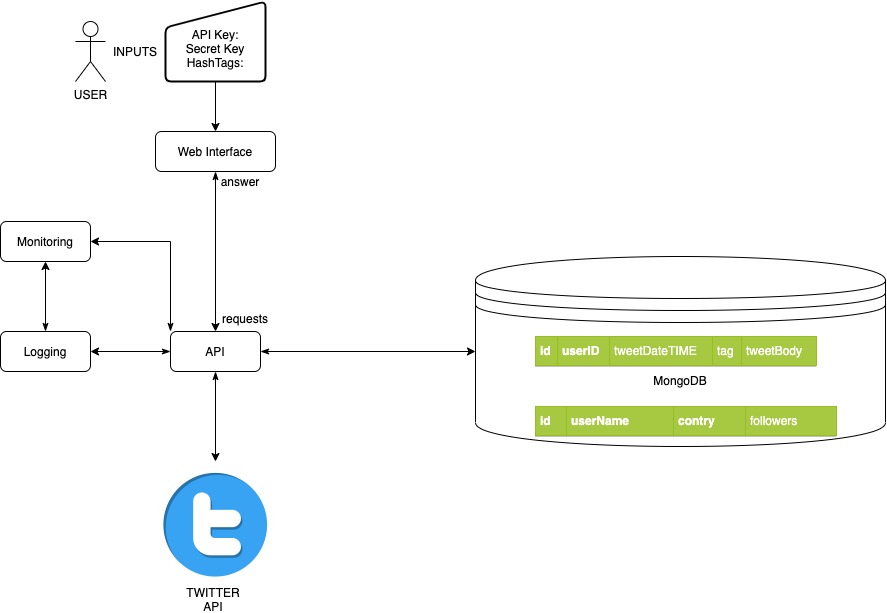 API Key:
Secret Key
HashTags:
INPUTS
USER
Web Interface
answer
Monitoring
requests
Logging
API
id userID tweetDateTIME tag tweetBody
MongoDB
id userName contry followers
TWITTER
API